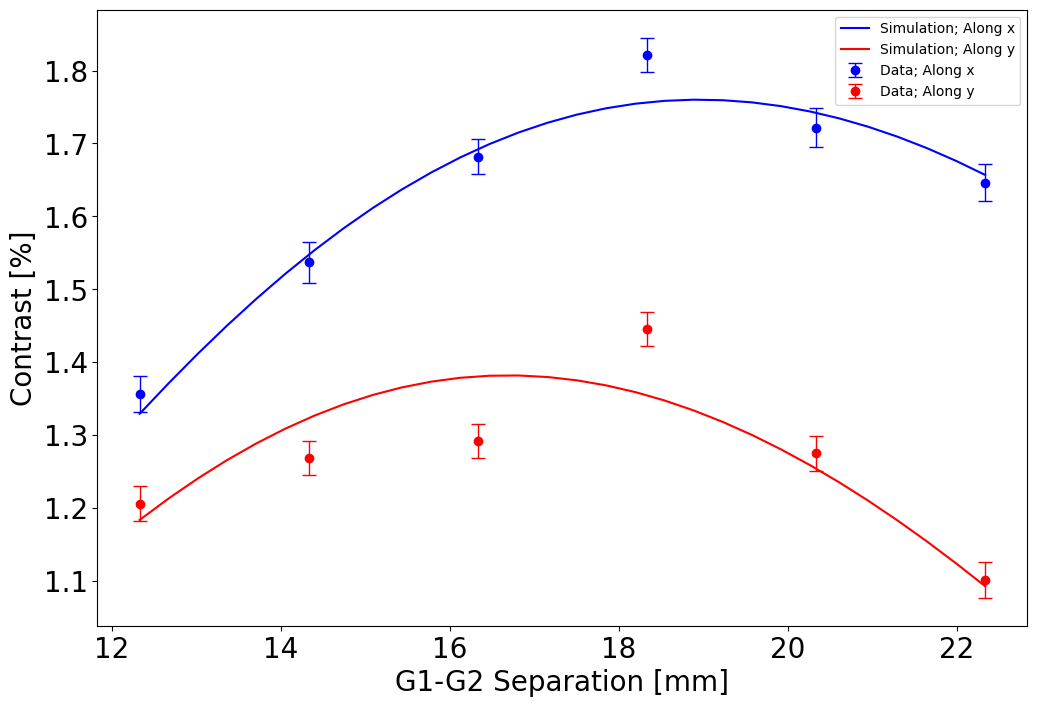 Simulation; Along x
Simulation; Along y
Data; Along x
Data; Along y
Contrast [%]
1.8
1.7
1.6
1.5
1.4
1.3
1.2
1.1
12 14 16 18 20 22
G1-G2 Separation [mm]